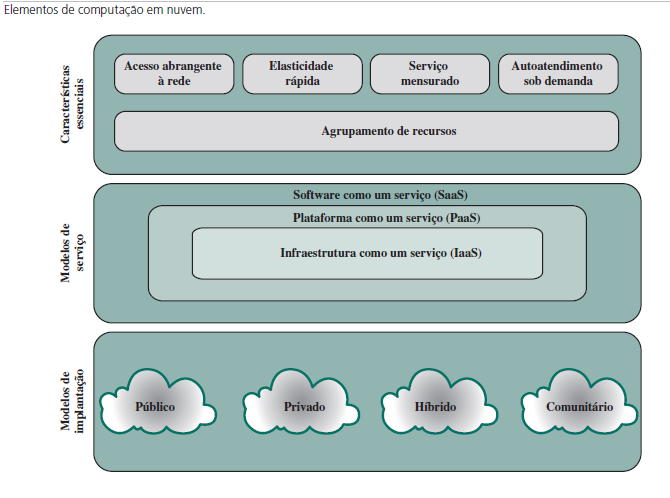 Elementos de computação em nuvem.
Características
essenciais
Acesso abrangente
à rede
Elasticidade
rápida
Serviço
mensurado
Autoatendimento
sob demanda
Agrupamento de recursos
Modelos de
serviço
Software como um serviço (SaaS)
Plataforma como um serviço (PaaS)
Infraestrutura como um serviço (IaaS)
Modelos de
implantação
Público
Privado
Híbrido
Comunitário